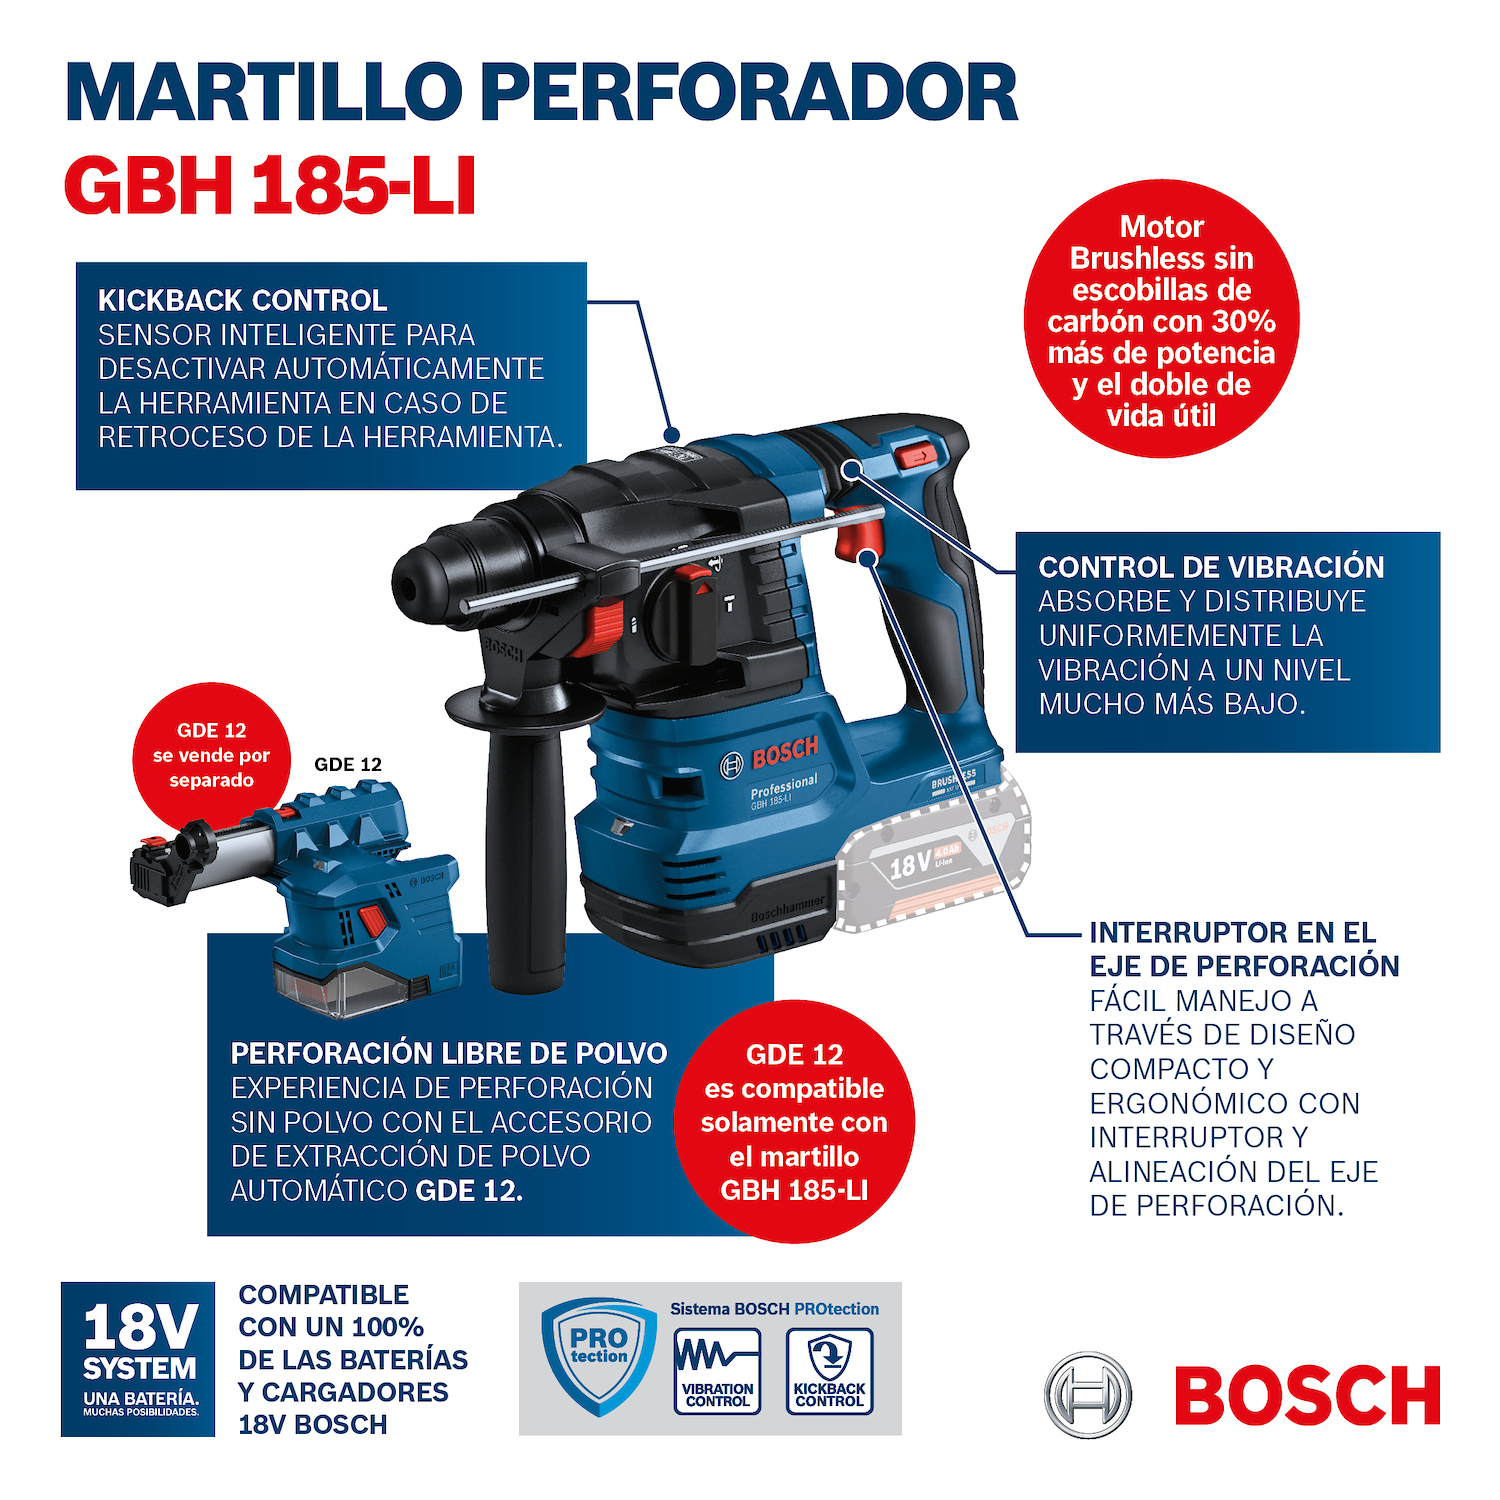 MARTILLO PERFORADOR
GBH 185-LI
Motor
Brushless sin
escobillas de
carbón con 30%
más de potencia
y el doble de
vida útil
KICKBACK CONTROL
SENSOR INTELIGENTE PARA
DESACTIVAR AUTOMÁTICAMENTE
LA HERRAMIENTA EN CASO DE
RETROCESO DE LA HERRAMIENTA.
CONTROL DE VIBRACIÓN
ABSORBE Y DISTRIBUYE
UNIFORMEMENTE LA
VIBRACIÓN A UN NIVEL
MUCHO MÁS BAJO.
BOSCH
BOSCH
Professional
GBH 185-LI
BRUSHLESS
BOSCH
18V 4.0Ah
Li-Ion
Boschhammer
GDE 12
se vende por
separado
GDE 12
BOSCH
INTERRUPTOR EN EL
EJE DE PERFORACIÓN
FÁCIL MANEJO A
TRAVÉS DE DISEÑO
COMPACTO Y
ERGONÓMICO CON
INTERRUPTOR Y
ALINEACIÓN DEL EJE
DE PERFORACIÓN.
PERFORACIÓN LIBRE DE POLVO
EXPERIENCIA DE PERFORACIÓN
SIN POLVO CON EL ACCESORIO
DE EXTRACCIÓN DE POLVO
AUTOMÁTICO GDE 12.
GDE 12
es compatible
solamente con
el martillo
GBH 185-LI
18V
SYSTEM
UNA BATERÍA.
MUCHAS POSIBILIDADES.
COMPATIBLE
CON UN 100%
DE LAS BATERÍAS
Y CARGADORES
18V BOSCH
PRO
tection
Sistema BOSCH PROtection
VIBRATION
CONTROL
KICKBACK
CONTROL
BOSCH